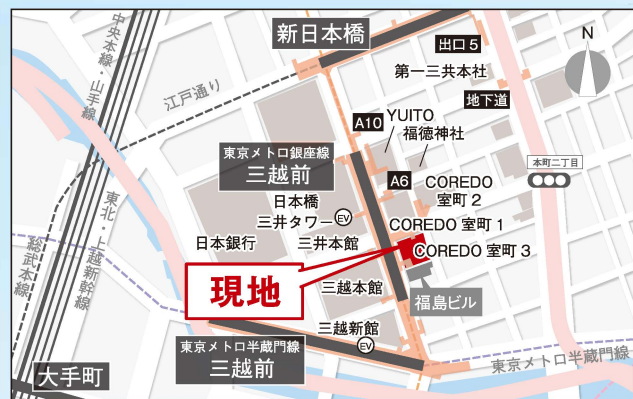 新日本橋
出口5
N
中央本線・山手線
江戸通り
第一三共本社
地下道
A10
YUITO
福徳神社
東京メトロ銀座線
三越前
本町二丁目
A6
COREDO
室町2
日本橋
三井タワー
EV
COREDO 室町1
日本銀行
三井本館
COREDO 室町3
東北・上越新幹線
総武本線
現地
三越本館
福島ビル
三越新館
EV
東京メトロ半蔵門線
三越前
東京メトロ半蔵門線
大手町